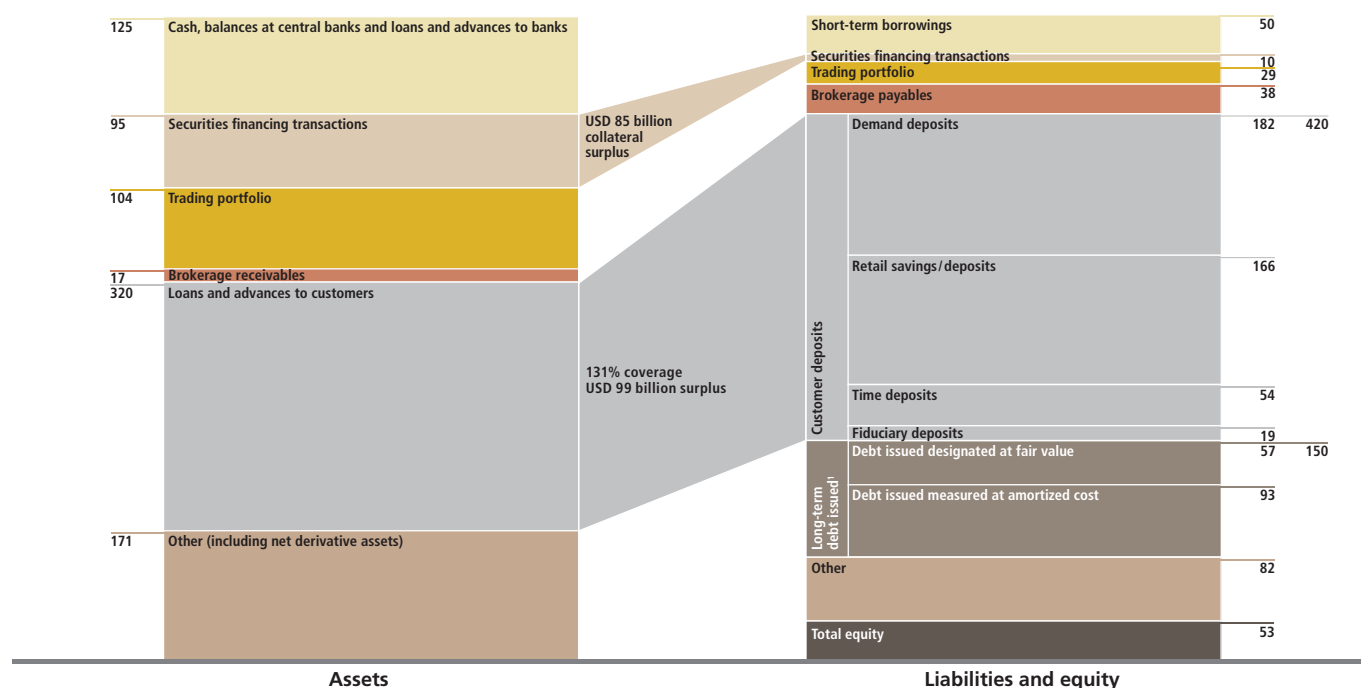 125 Cash, balances at central banks and loans and advances to banks
95 Securities financing transactions
104 Trading portfolio
17 Brokerage receivables
320 Loans and advances to customers
171 Other (including net derivative assets)
USD 85 billion
collateral
surplus
131% coverage
USD 99 billion surplus
Short-term borrowings 50
Securities financing transactions 10
Trading portfolio 29
Brokerage payables 38
Customer deposits
Demand deposits 182 420
Retail savings/deposits 166
Time deposits 54
Fiduciary deposits 19
Long-term
debt issued¹
Debt issued designated at fair value 57 150
Debt issued measured at amortized cost 93
Other 82
Total equity 53
Assets
Liabilities and equity